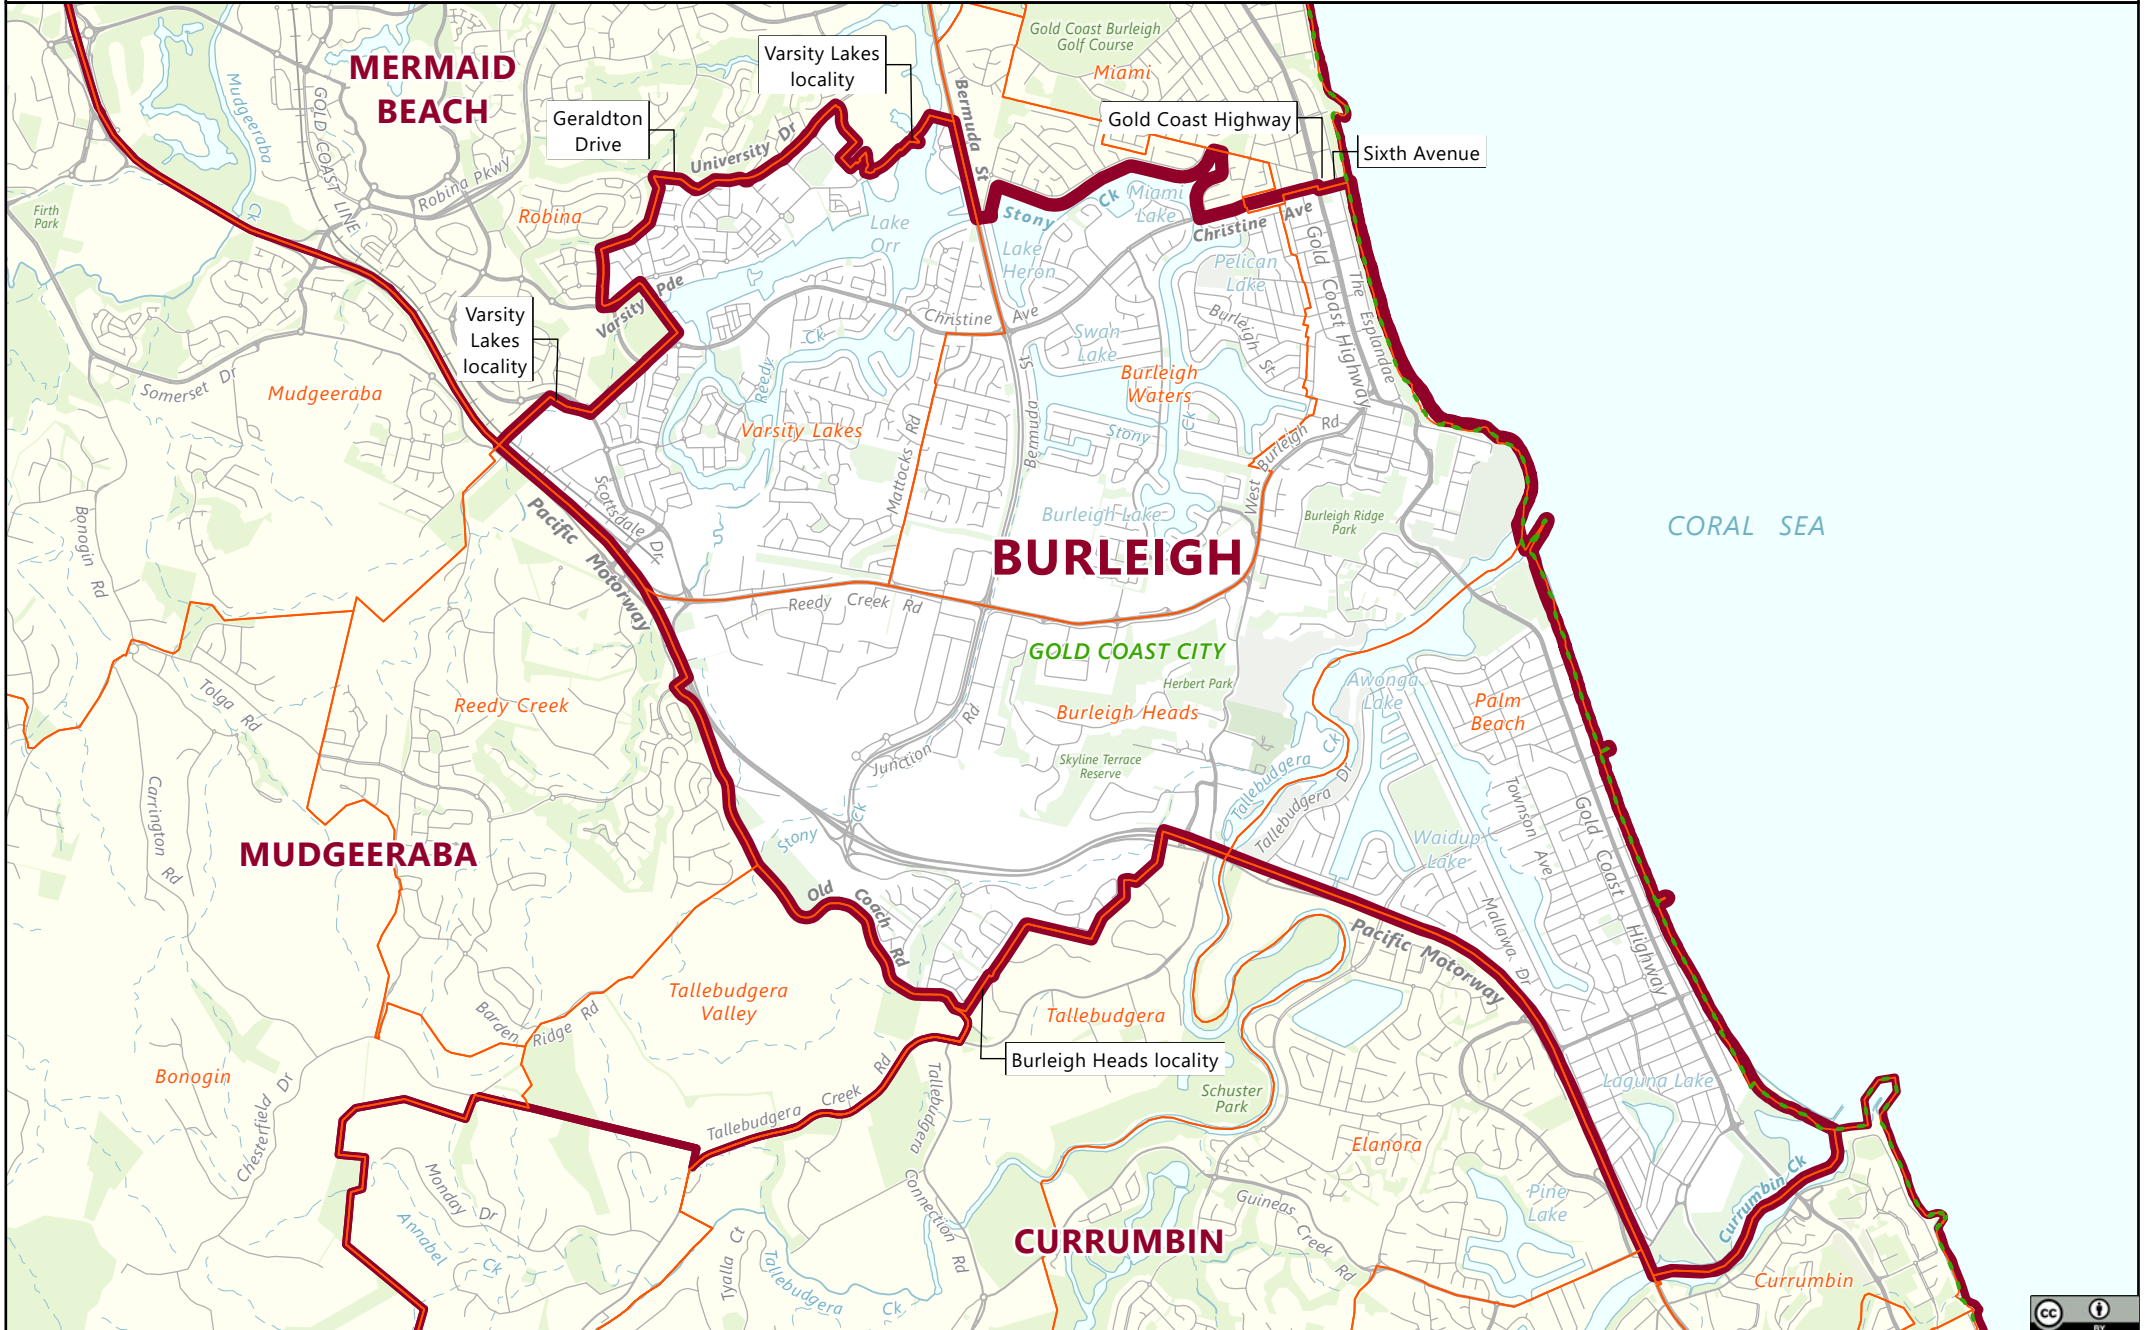 Gold Coast Burleigh
Golf Course
Miami
MERMAID
BEACH
Varsity Lakes
locality
Bermuda St
Mudgeeraba
Ck
GOLD COAST LINE
Geraldton
Drive
University Dr
Gold Coast Highway
Sixth Avenue
Robina Pkwy
Firth
Park
Robina
Stony Ck
Miami
Lake
Lake
Orr
Christine Ave
Lake
Heron
Pelican
Lake
Gold Coast Highway
The Esplandae
Varsity Pde
Varsity
Lakes
locality
Christine Ave
Burleigh St
Swan
Lake
Reedy Ck
Somerset Dr
Mudgeeraba
Burleigh
Waters
Bermuda St
Varsity Lakes
Mattocks Rd
Stony Ck
West Burleigh Rd
Bonogin Rd
Scottsdale Dr
Pacific Motorway
Burleigh Lake
Burleigh Ridge
Park
CORAL SEA
BURLEIGH
Reedy Creek Rd
GOLD COAST CITY
Herbert Park
Awonga
Lake
Tolga Rd
Reedy Creek
Burleigh Heads
Palm
Beach
Junction Rd
Skyline Terrace
Reserve
Tallebudgera Ck
Tallebudgera Dr
Carrington Rd
Townson Ave
Gold Coast Highway
MUDGEERABA
Stony Ck
Waidup
Lake
Old Coach Rd
Mallawa Dr
Pacific Motorway
Tallebudgera
Valley
Barden Ridge Rd
Tallebudgera
Burleigh Heads locality
Bonogin
Chesterfield Dr
Tallebudgera Creek Rd
Tallebudgera Connection Rd
Schuster
Park
Laguna Lake
Elanora
Monday Dr
Annabel Ck
Guineas Creek Rd
Pine
Lake
Currumbin Ck
CURRUMBIN
Tyalla Ct
Tallebudgera Ck
Currumbin
cc
BY